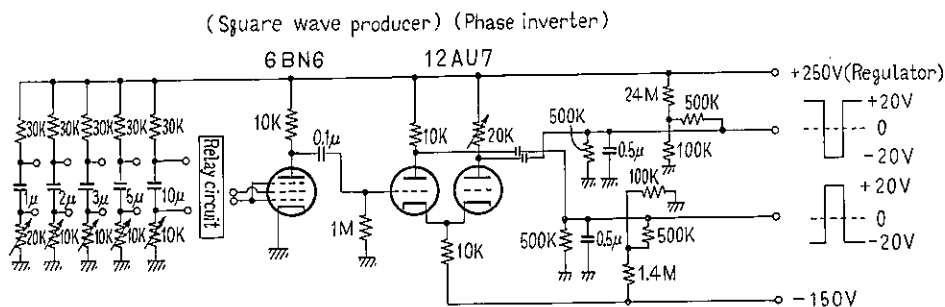 (Square wave producer) (Phase inverter)
6BN6
12AU7
+250V(Regulator)
30K
30K
30K
30K
30K
10K
0.1μ
10K
20K
24M
500K
500K
0.5μ
100K
+20V
0
-20V
1μ
2μ
3μ
5μ
10μ
Relay circuit
20K
10K
10K
10K
10K
1M
10K
100K
500K
0.5μ
500K
1.4M
+20V
0
-20V
-150V